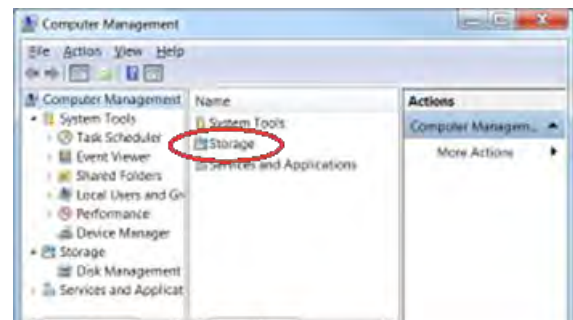 Computer Management
File Action View Help
Computer Management
System Tools
Task Scheduler
Event Viewer
Shared Folders
Local Users and Gr
Performance
Device Manager
Storage
Disk Management
Services and Applicat
Name
System Tools
Storage
Services and Applications
Actions
Computer Managem...
More Actions